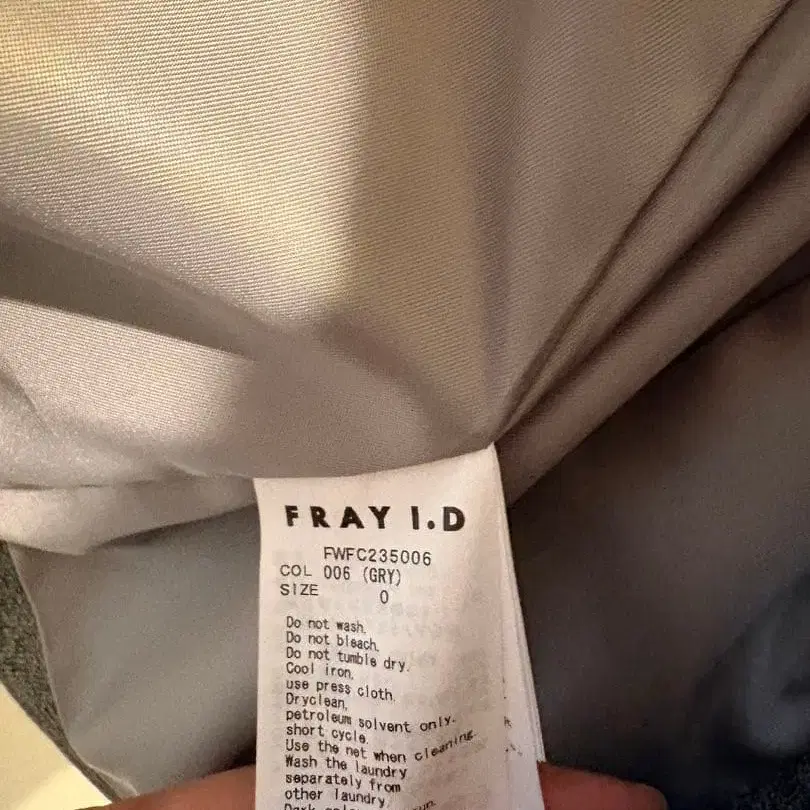 FRAY I.D
FWFC235006
COL 006 (GRY)
SIZE 0
Do not wash.
Do not bleach.
Do not tumble dry.
Cool iron,
use press cloth.
Dryclean,
petroleum solvent only.
short cycle.
Use the net when cleaning.
Wash the laundry
separately from
other laundry.
Dark